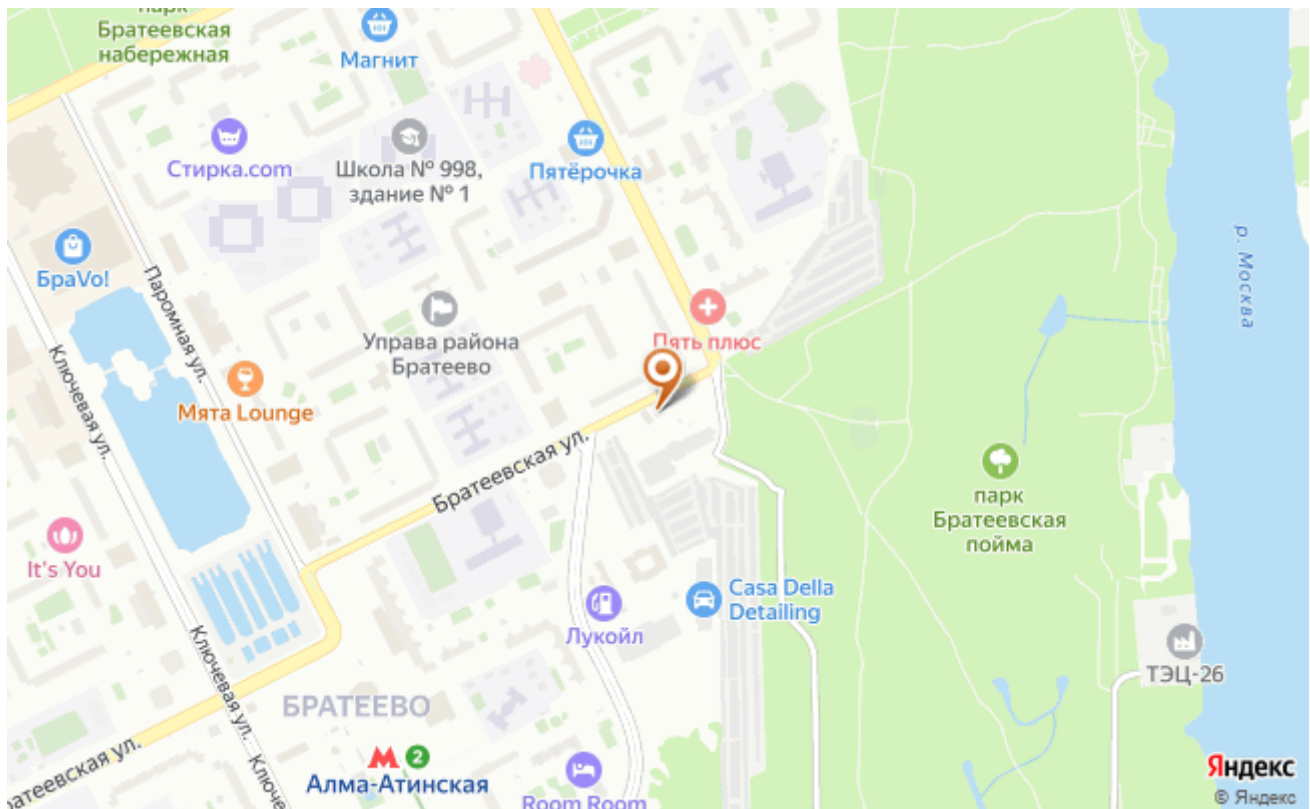 парк
Братеевская
набережная
Магнит
Стирка.com
Школа № 998,
здание № 1
Пятёрочка
БраVo!
Паромная ул.
р. Москва
Управа района
Братеево
Пять плюс
Ключевая ул.
Мята Lounge
Братеевская ул.
парк
Братеевская
пойма
It's You
Casa Della
Detailing
Лукойл
Ключевая ул.
ТЭЦ-26
БРАТЕЕВО
2
Алма-Атинская
Братеевская ул.
Ключе
Room Room
Яндекс
© Яндекс